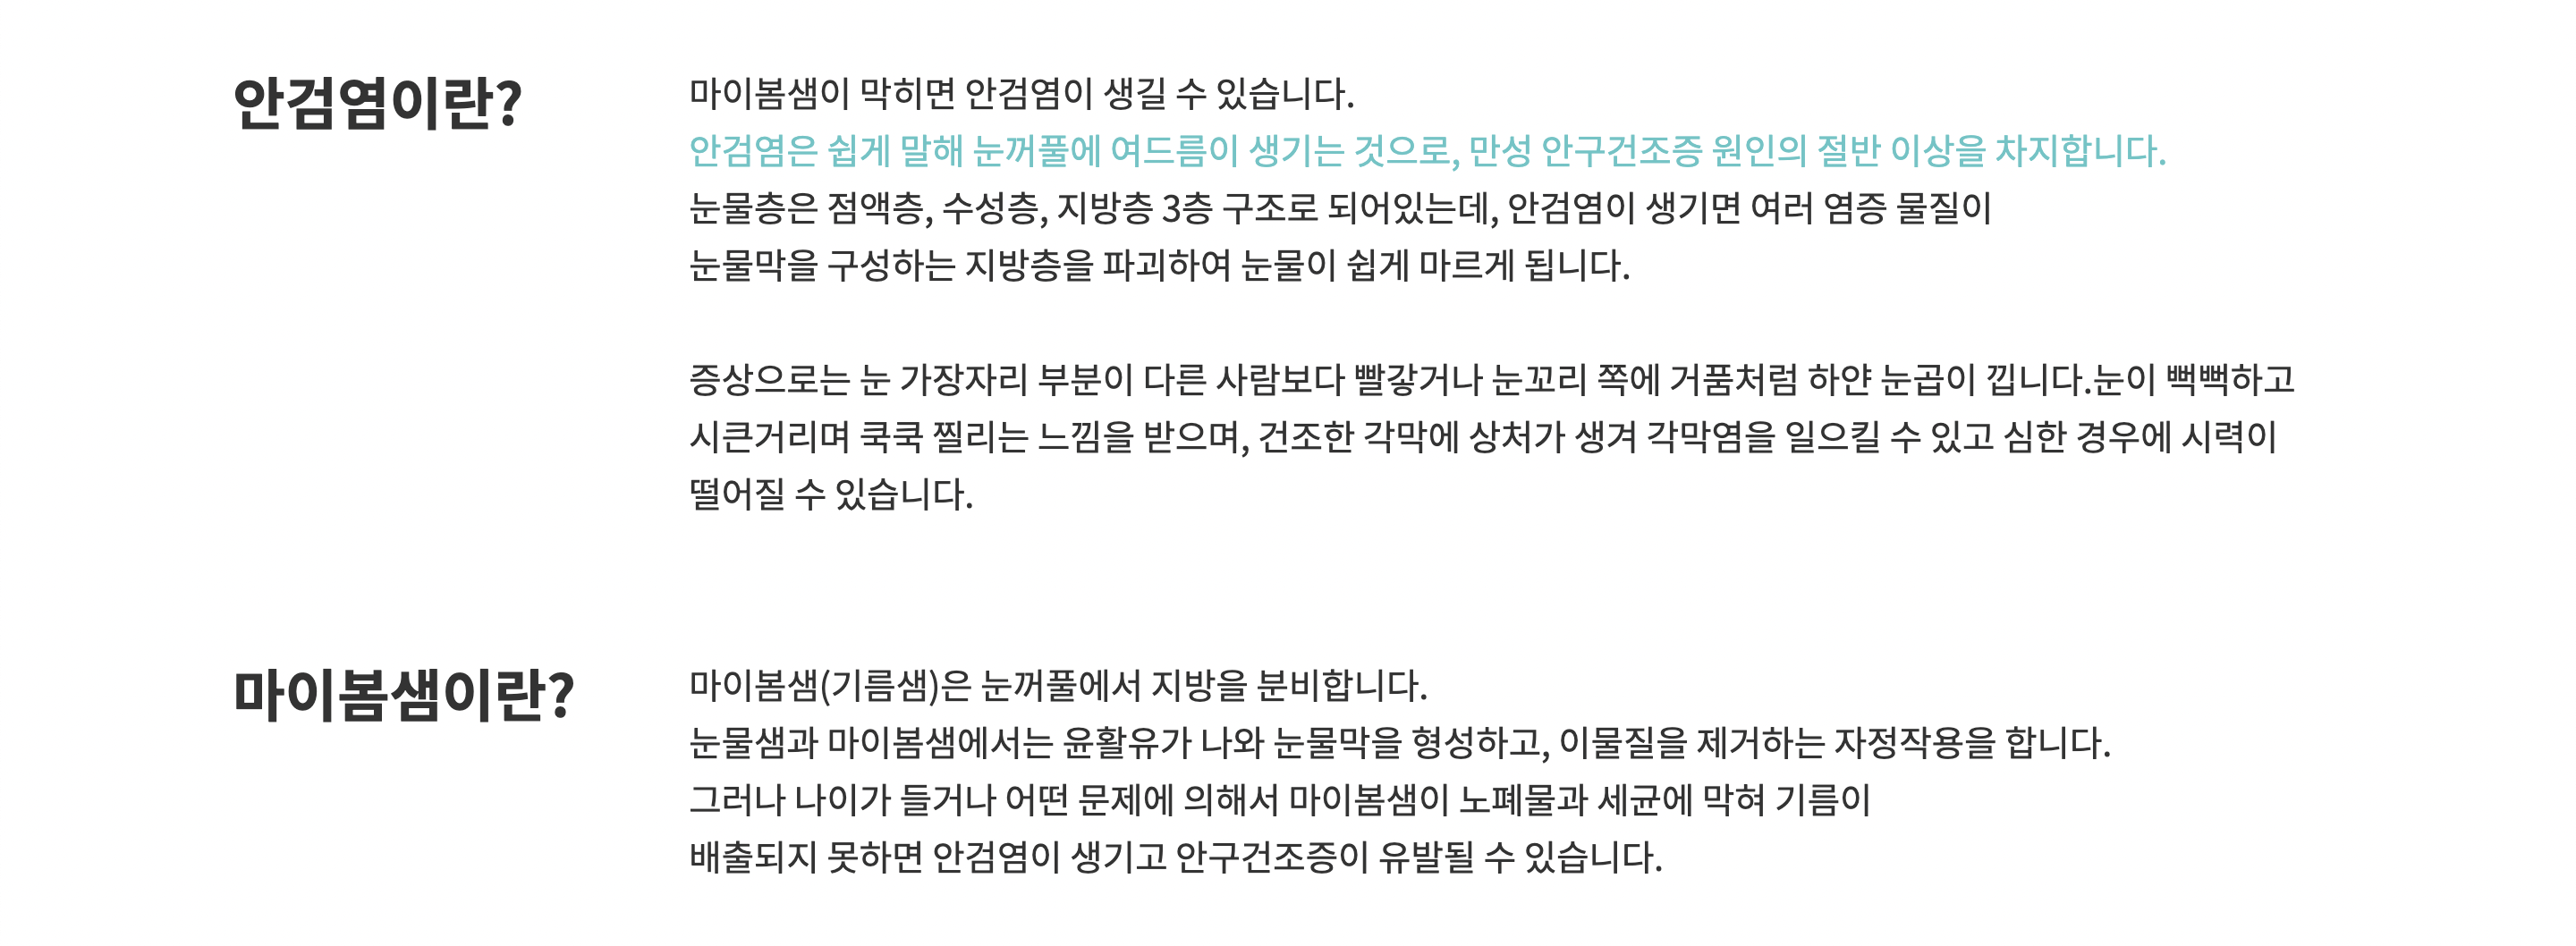 안검염이란?
마이봄샘이 막히면 안검염이 생길 수 있습니다.
안검염은 쉽게 말해 눈꺼풀에 여드름이 생기는 것으로, 만성 안구건조증 원인의 절반 이상을 차지합니다.
눈물층은 점액층, 수성층, 지방층 3층 구조로 되어있는데, 안검염이 생기면 여러 염증 물질이
눈물막을 구성하는 지방층을 파괴하여 눈물이 쉽게 마르게 됩니다.
증상으로는 눈 가장자리 부분이 다른 사람보다 빨갛거나 눈꼬리 쪽에 거품처럼 하얀 눈곱이 낍니다.눈이 뻑뻑하고
시큰거리며 쿡쿡 찔리는 느낌을 받으며, 건조한 각막에 상처가 생겨 각막염을 일으킬 수 있고 심한 경우에 시력이
떨어질 수 있습니다.
마이봄샘이란?
마이봄샘(기름샘)은 눈꺼풀에서 지방을 분비합니다.
눈물샘과 마이봄샘에서는 윤활유가 나와 눈물막을 형성하고, 이물질을 제거하는 자정작용을 합니다.
그러나 나이가 들거나 어떤 문제에 의해서 마이봄샘이 노폐물과 세균에 막혀 기름이
배출되지 못하면 안검염이 생기고 안구건조증이 유발될 수 있습니다.